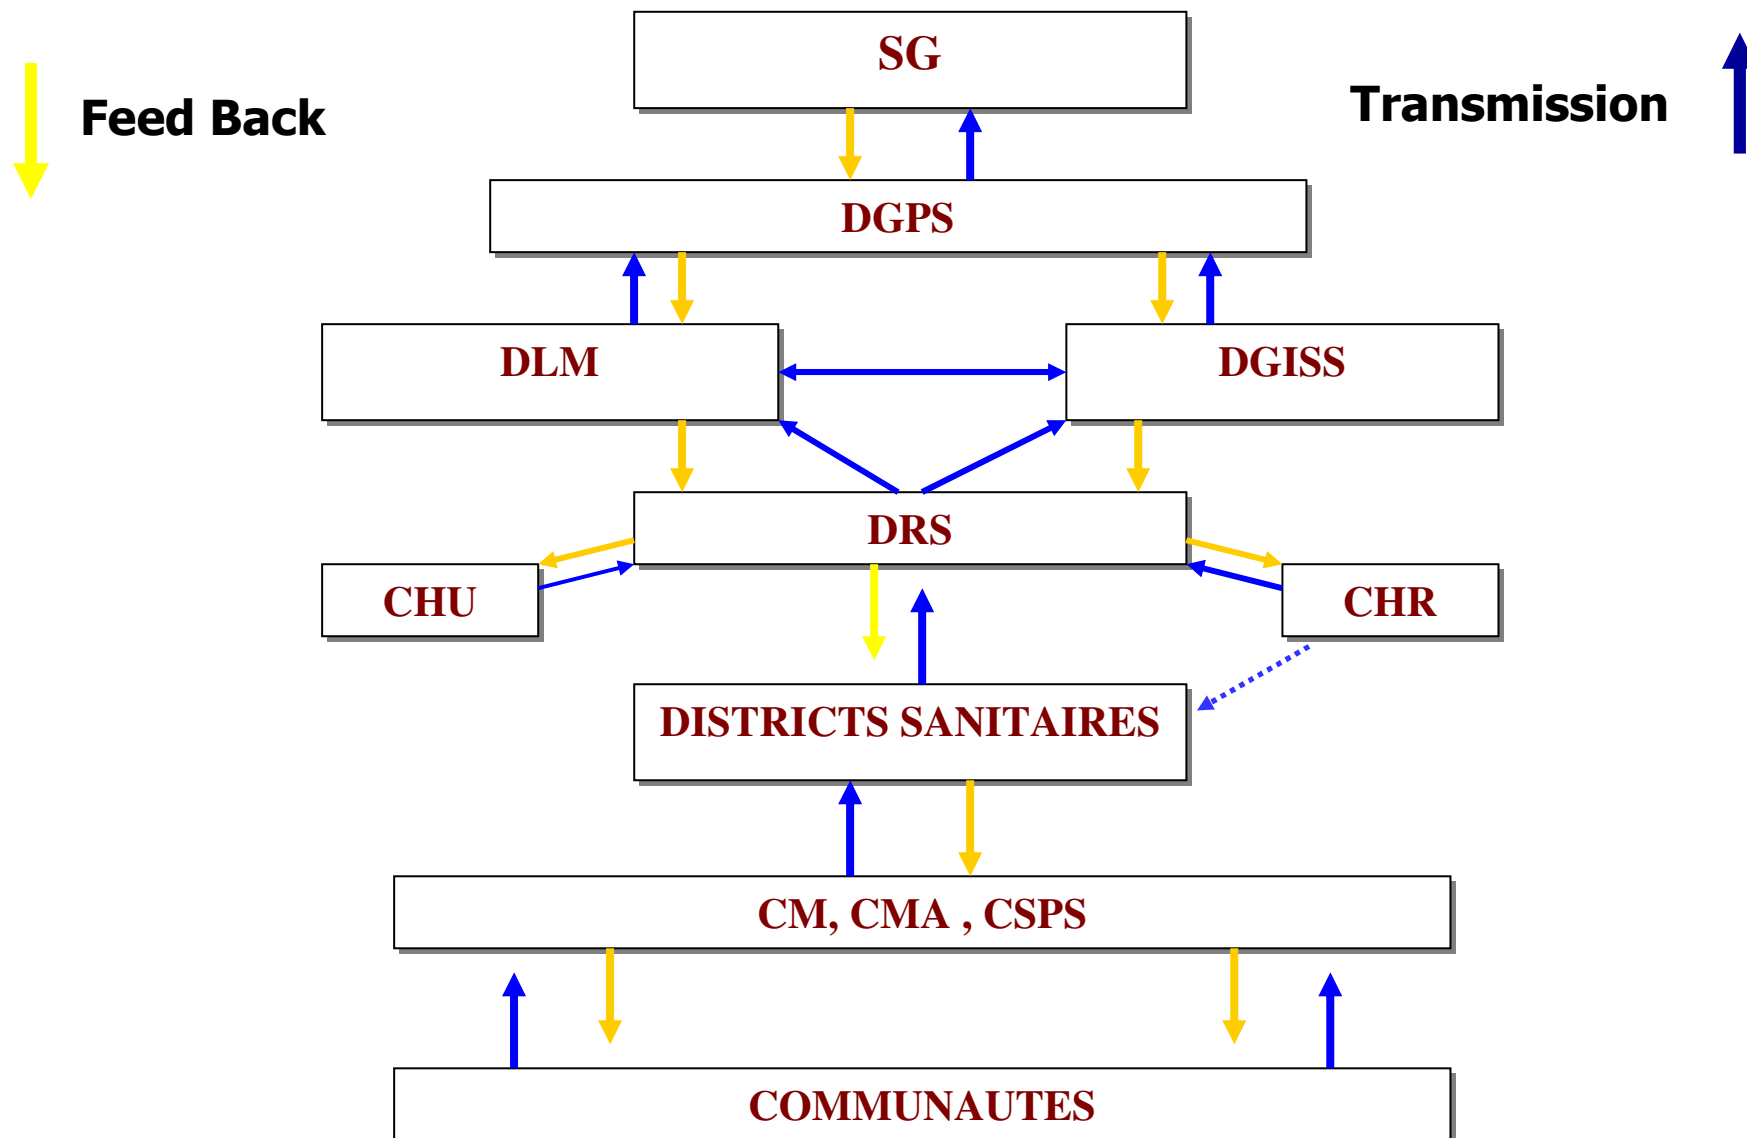 SG
Feed Back
Transmission
DGPS
DLM
DGISS
DRS
CHU
CHR
DISTRICTS SANITAIRES
CM, CMA , CSPS
COMMUNAUTES